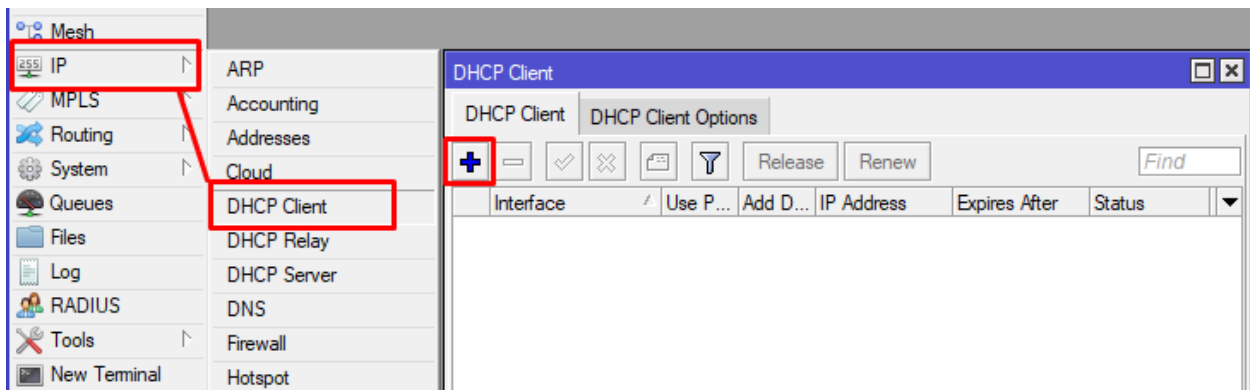 Mesh
255 IP
MPLS
Routing
System
Queues
Files
Log
RADIUS
Tools
New Terminal
ARP
Accounting
Addresses
Cloud
DHCP Client
DHCP Relay
DHCP Server
DNS
Firewall
Hotspot
DHCP Client
DHCP Client DHCP Client Options
Release Renew Find
Interface Use P... Add D... IP Address Expires After Status